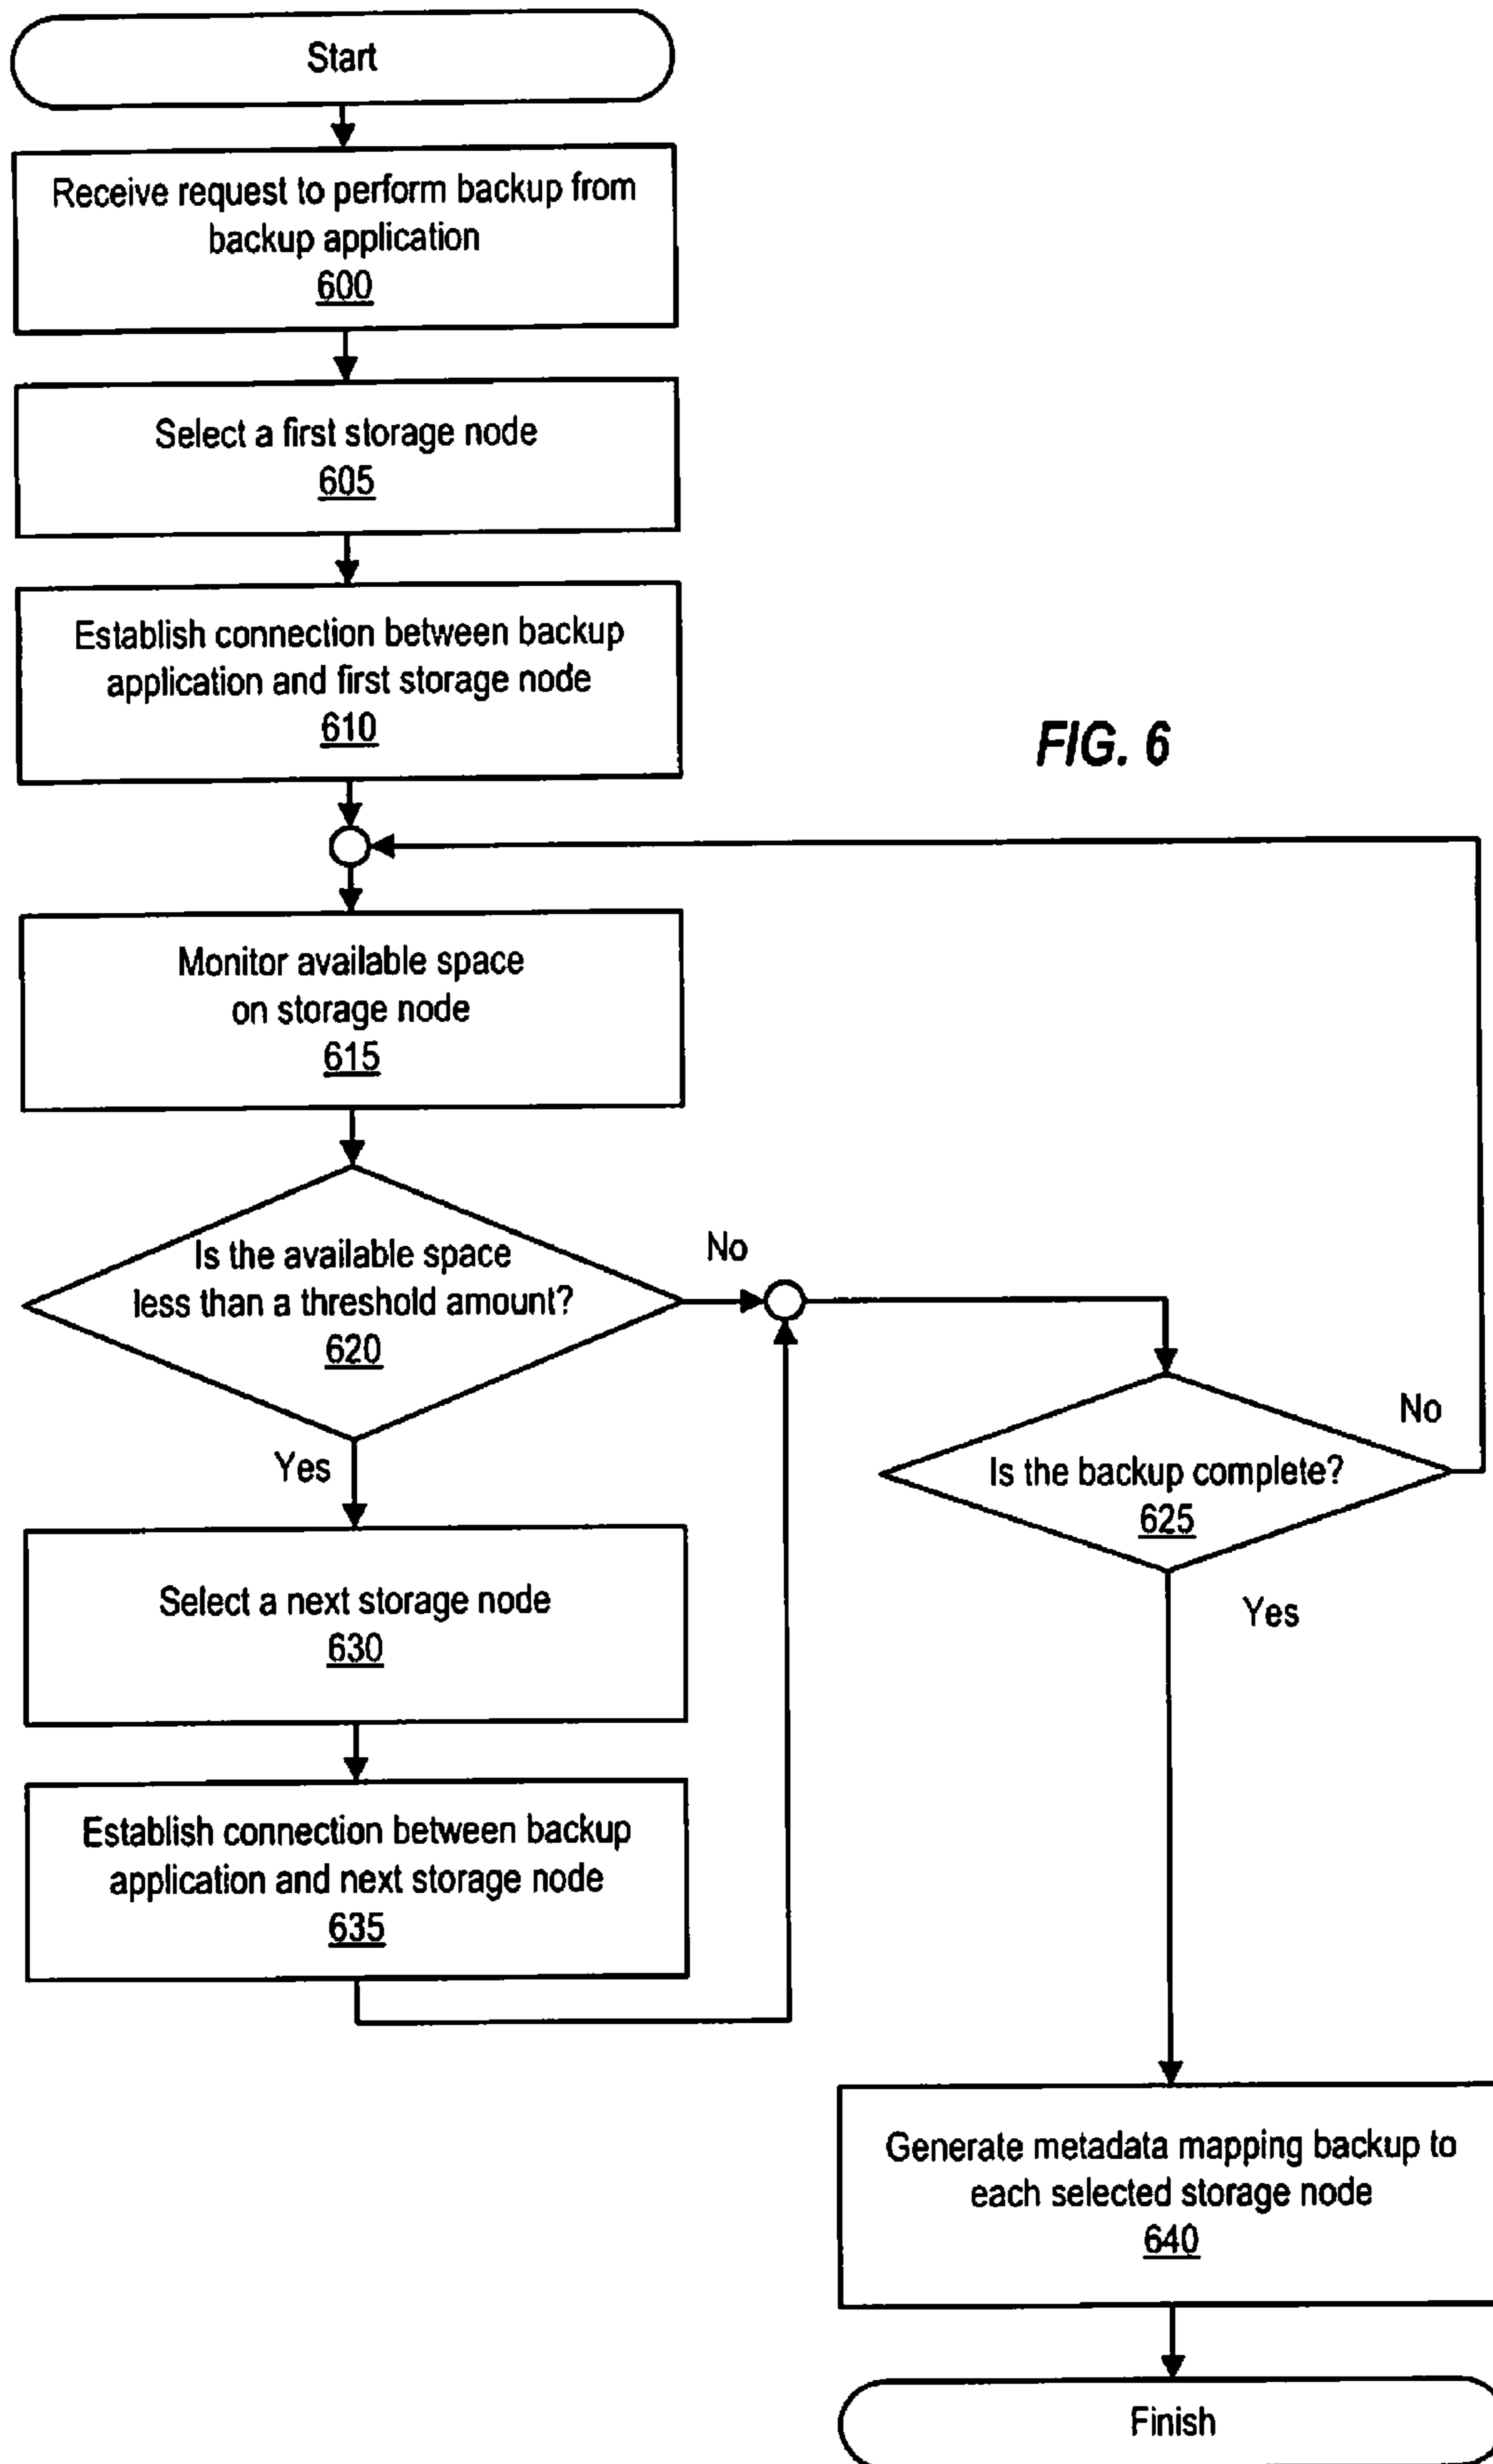 Start
Receive request to perform backup from
backup application
600
Select a first storage node
605
Establish connection between backup
application and first storage node
610
FIG. 6
Monitor available space
on storage node
615
Is the available space
less than a threshold amount?
620
No
Yes
Is the backup complete?
625
No
Yes
Select a next storage node
630
Establish connection between backup
application and next storage node
635
Generate metadata mapping backup to
each selected storage node
640
Finish